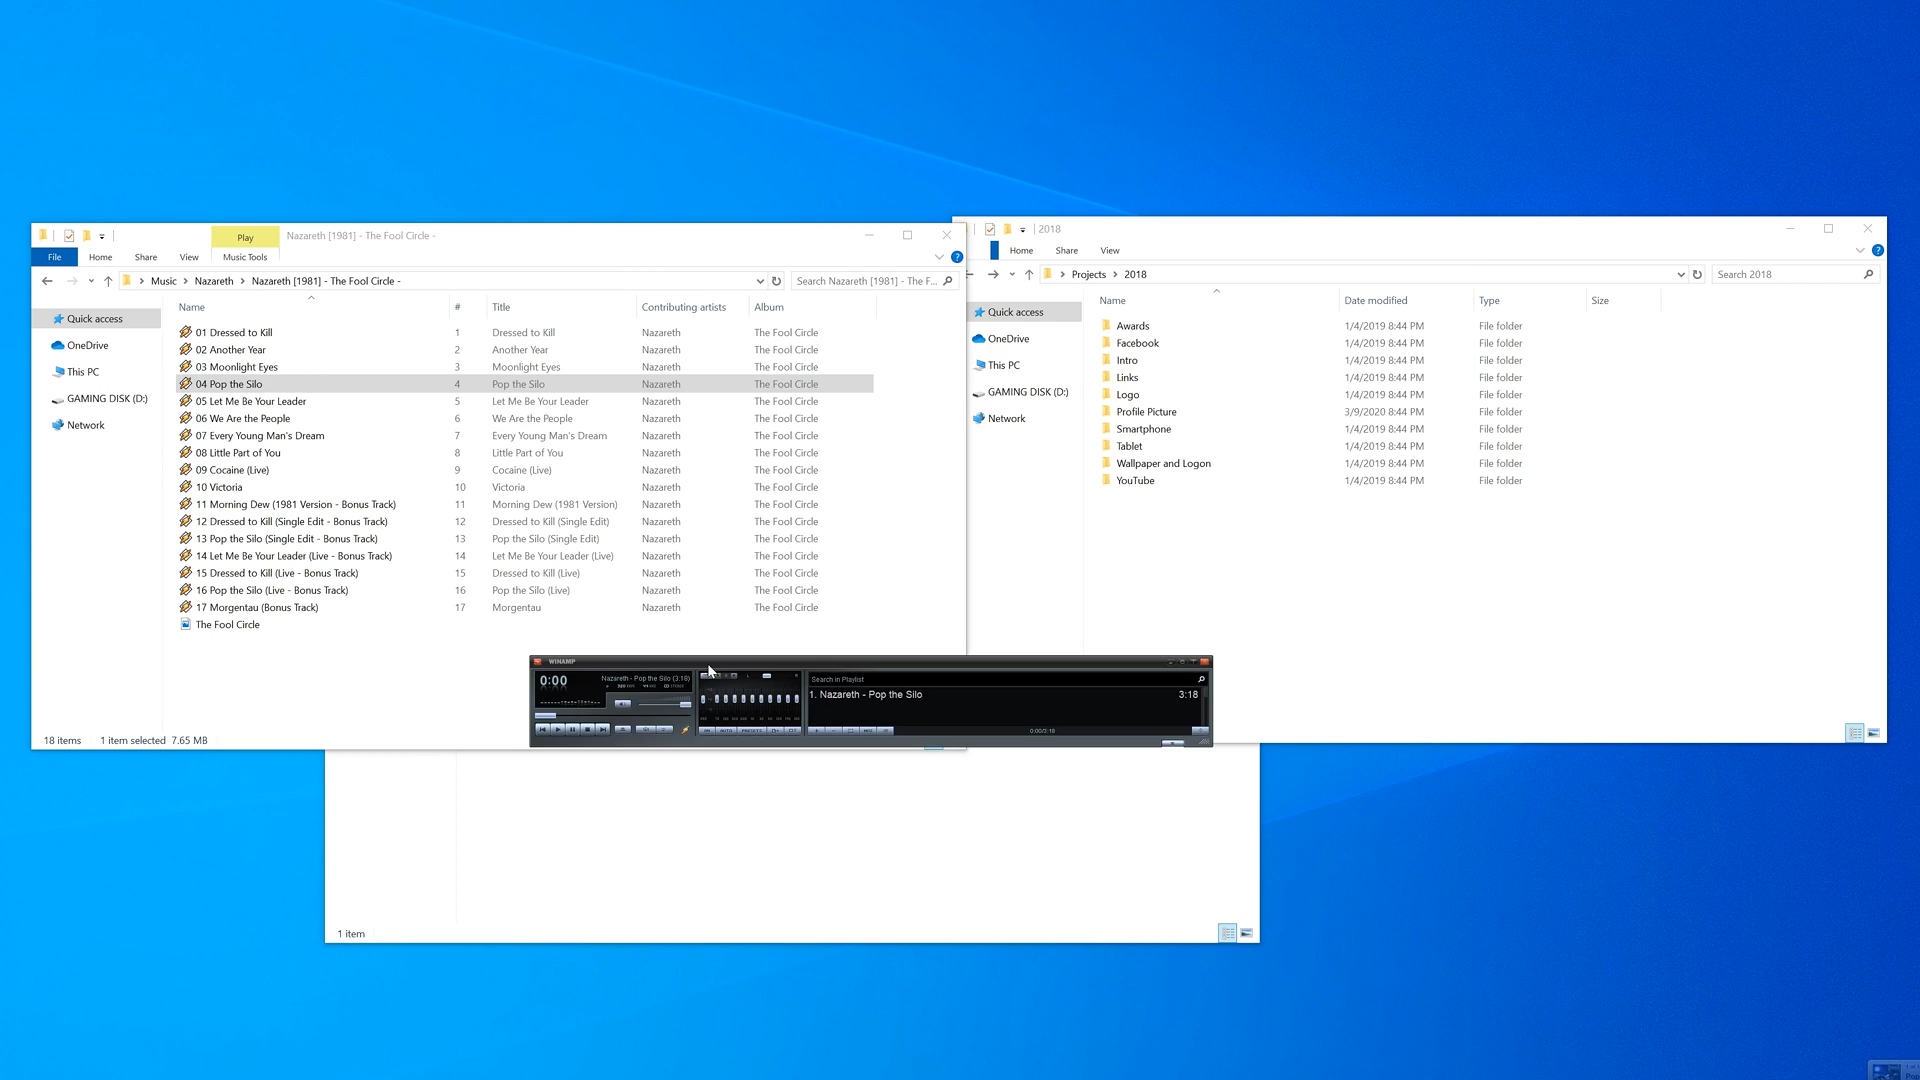 Play
Nazareth [1981] - The Fool Circle -
File
Home
Share
View
Music Tools
Music
Nazareth
Nazareth [1981] - The Fool Circle -
Search Nazareth [1981] - The F...
Quick access
OneDrive
This PC
GAMING DISK (D:)
Network
Name # Title Contributing artists Album
01 Dressed to Kill 1 Dressed to Kill Nazareth The Fool Circle
02 Another Year 2 Another Year Nazareth The Fool Circle
03 Moonlight Eyes 3 Moonlight Eyes Nazareth The Fool Circle
04 Pop the Silo 4 Pop the Silo Nazareth The Fool Circle
05 Let Me Be Your Leader 5 Let Me Be Your Leader Nazareth The Fool Circle
06 We Are the People 6 We Are the People Nazareth The Fool Circle
07 Every Young Man's Dream 7 Every Young Man's Dream Nazareth The Fool Circle
08 Little Part of You 8 Little Part of You Nazareth The Fool Circle
09 Cocaine (Live) 9 Cocaine (Live) Nazareth The Fool Circle
10 Victoria 10 Victoria Nazareth The Fool Circle
11 Morning Dew (1981 Version - Bonus Track) 11 Morning Dew (1981 Version) Nazareth The Fool Circle
12 Dressed to Kill (Single Edit - Bonus Track) 12 Dressed to Kill (Single Edit) Nazareth The Fool Circle
13 Pop the Silo (Single Edit - Bonus Track) 13 Pop the Silo (Single Edit) Nazareth The Fool Circle
14 Let Me Be Your Leader (Live - Bonus Track) 14 Let Me Be Your Leader (Live) Nazareth The Fool Circle
15 Dressed to Kill (Live - Bonus Track) 15 Dressed to Kill (Live) Nazareth The Fool Circle
16 Pop the Silo (Live - Bonus Track) 16 Pop the Silo (Live) Nazareth The Fool Circle
17 Morgentau (Bonus Track) 17 Morgentau Nazareth The Fool Circle
The Fool Circle
18 items 1 item selected 7.65 MB
2018
Home
Share
View
Projects
2018
Search 2018
Quick access
OneDrive
This PC
GAMING DISK (D:)
Network
Name Date modified Type Size
Awards 1/4/2019 8:44 PM File folder
Facebook 1/4/2019 8:44 PM File folder
Intro 1/4/2019 8:44 PM File folder
Links 1/4/2019 8:44 PM File folder
Logo 1/4/2019 8:44 PM File folder
Profile Picture 3/9/2020 8:44 PM File folder
Smartphone 1/4/2019 8:44 PM File folder
Tablet 1/4/2019 8:44 PM File folder
Wallpaper and Logon 1/4/2019 8:44 PM File folder
YouTube 1/4/2019 8:44 PM File folder
WINAMP
0:00
Nazareth - Pop the Silo (3:18)
Search in Playlist
1. Nazareth - Pop the Silo 3:18
AUTO
PRESETS
0:00/3:18
1 item